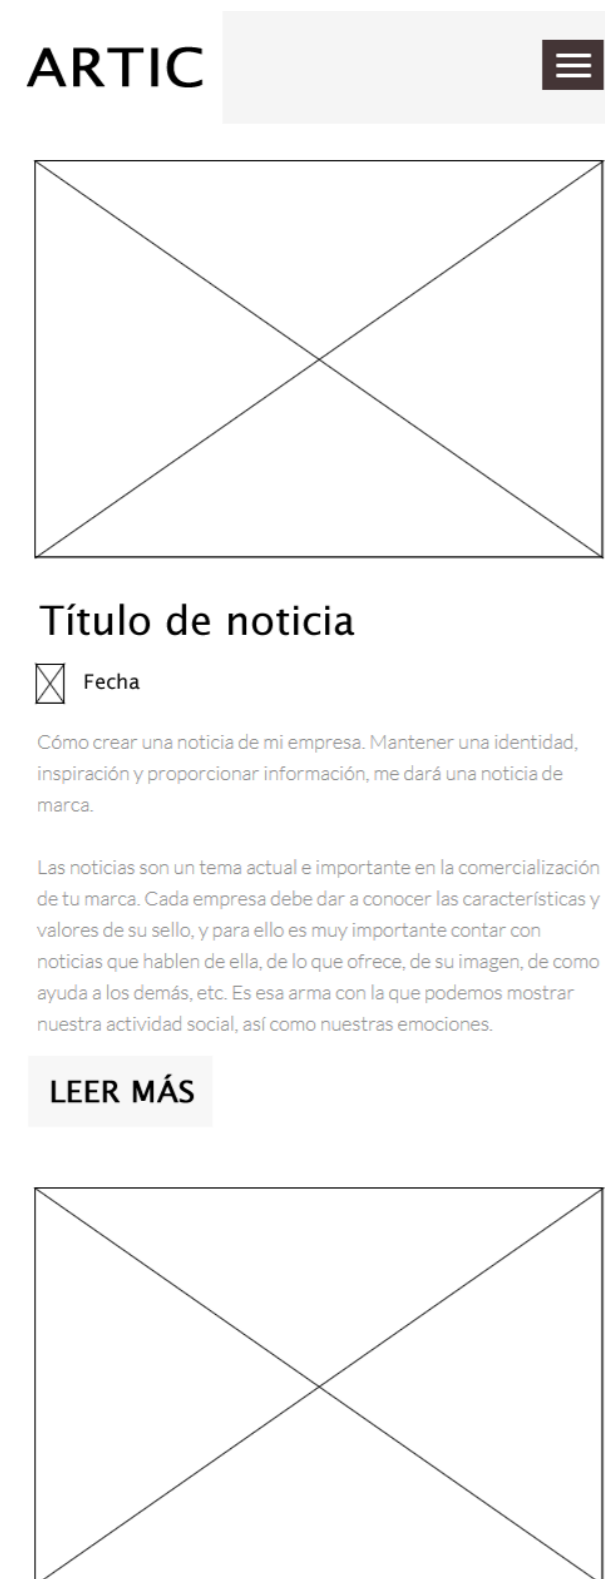 ARTIC
Título de noticia
Fecha
Cómo crear una noticia de mi empresa. Mantener una identidad,
inspiración y proporcionar información, me dará una noticia de
marca.
Las noticias son un tema actual e importante en la comercialización
de tu marca. Cada empresa debe dar a conocer las características y
valores de su sello, y para ello es muy importante contar con
noticias que hablen de ella, de lo que ofrece, de su imagen, de como
ayuda a los demás, etc. Es esa arma con la que podemos mostrar
nuestra actividad social, así como nuestras emociones.
LEER MÁS